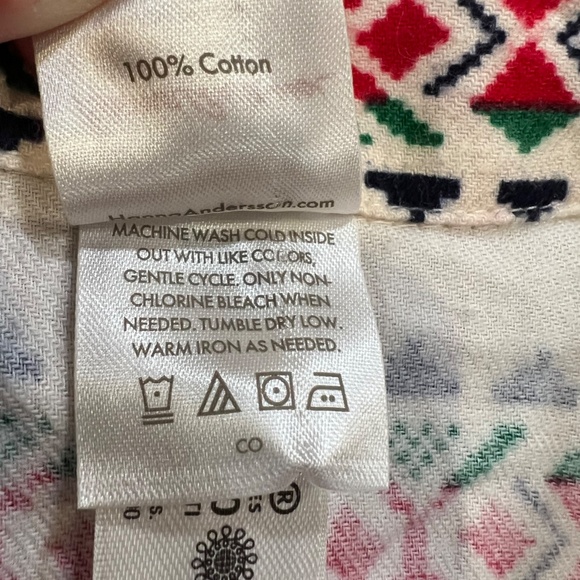 100% Cotton
HannaAndersson.com
MACHINE WASH COLD INSIDE
OUT WITH LIKE COLORS,
GENTLE CYCLE. ONLY NON-
CHLORINE BLEACH WHEN
NEEDED. TUMBLE DRY LOW.
WARM IRON AS NEEDED.
CO
®